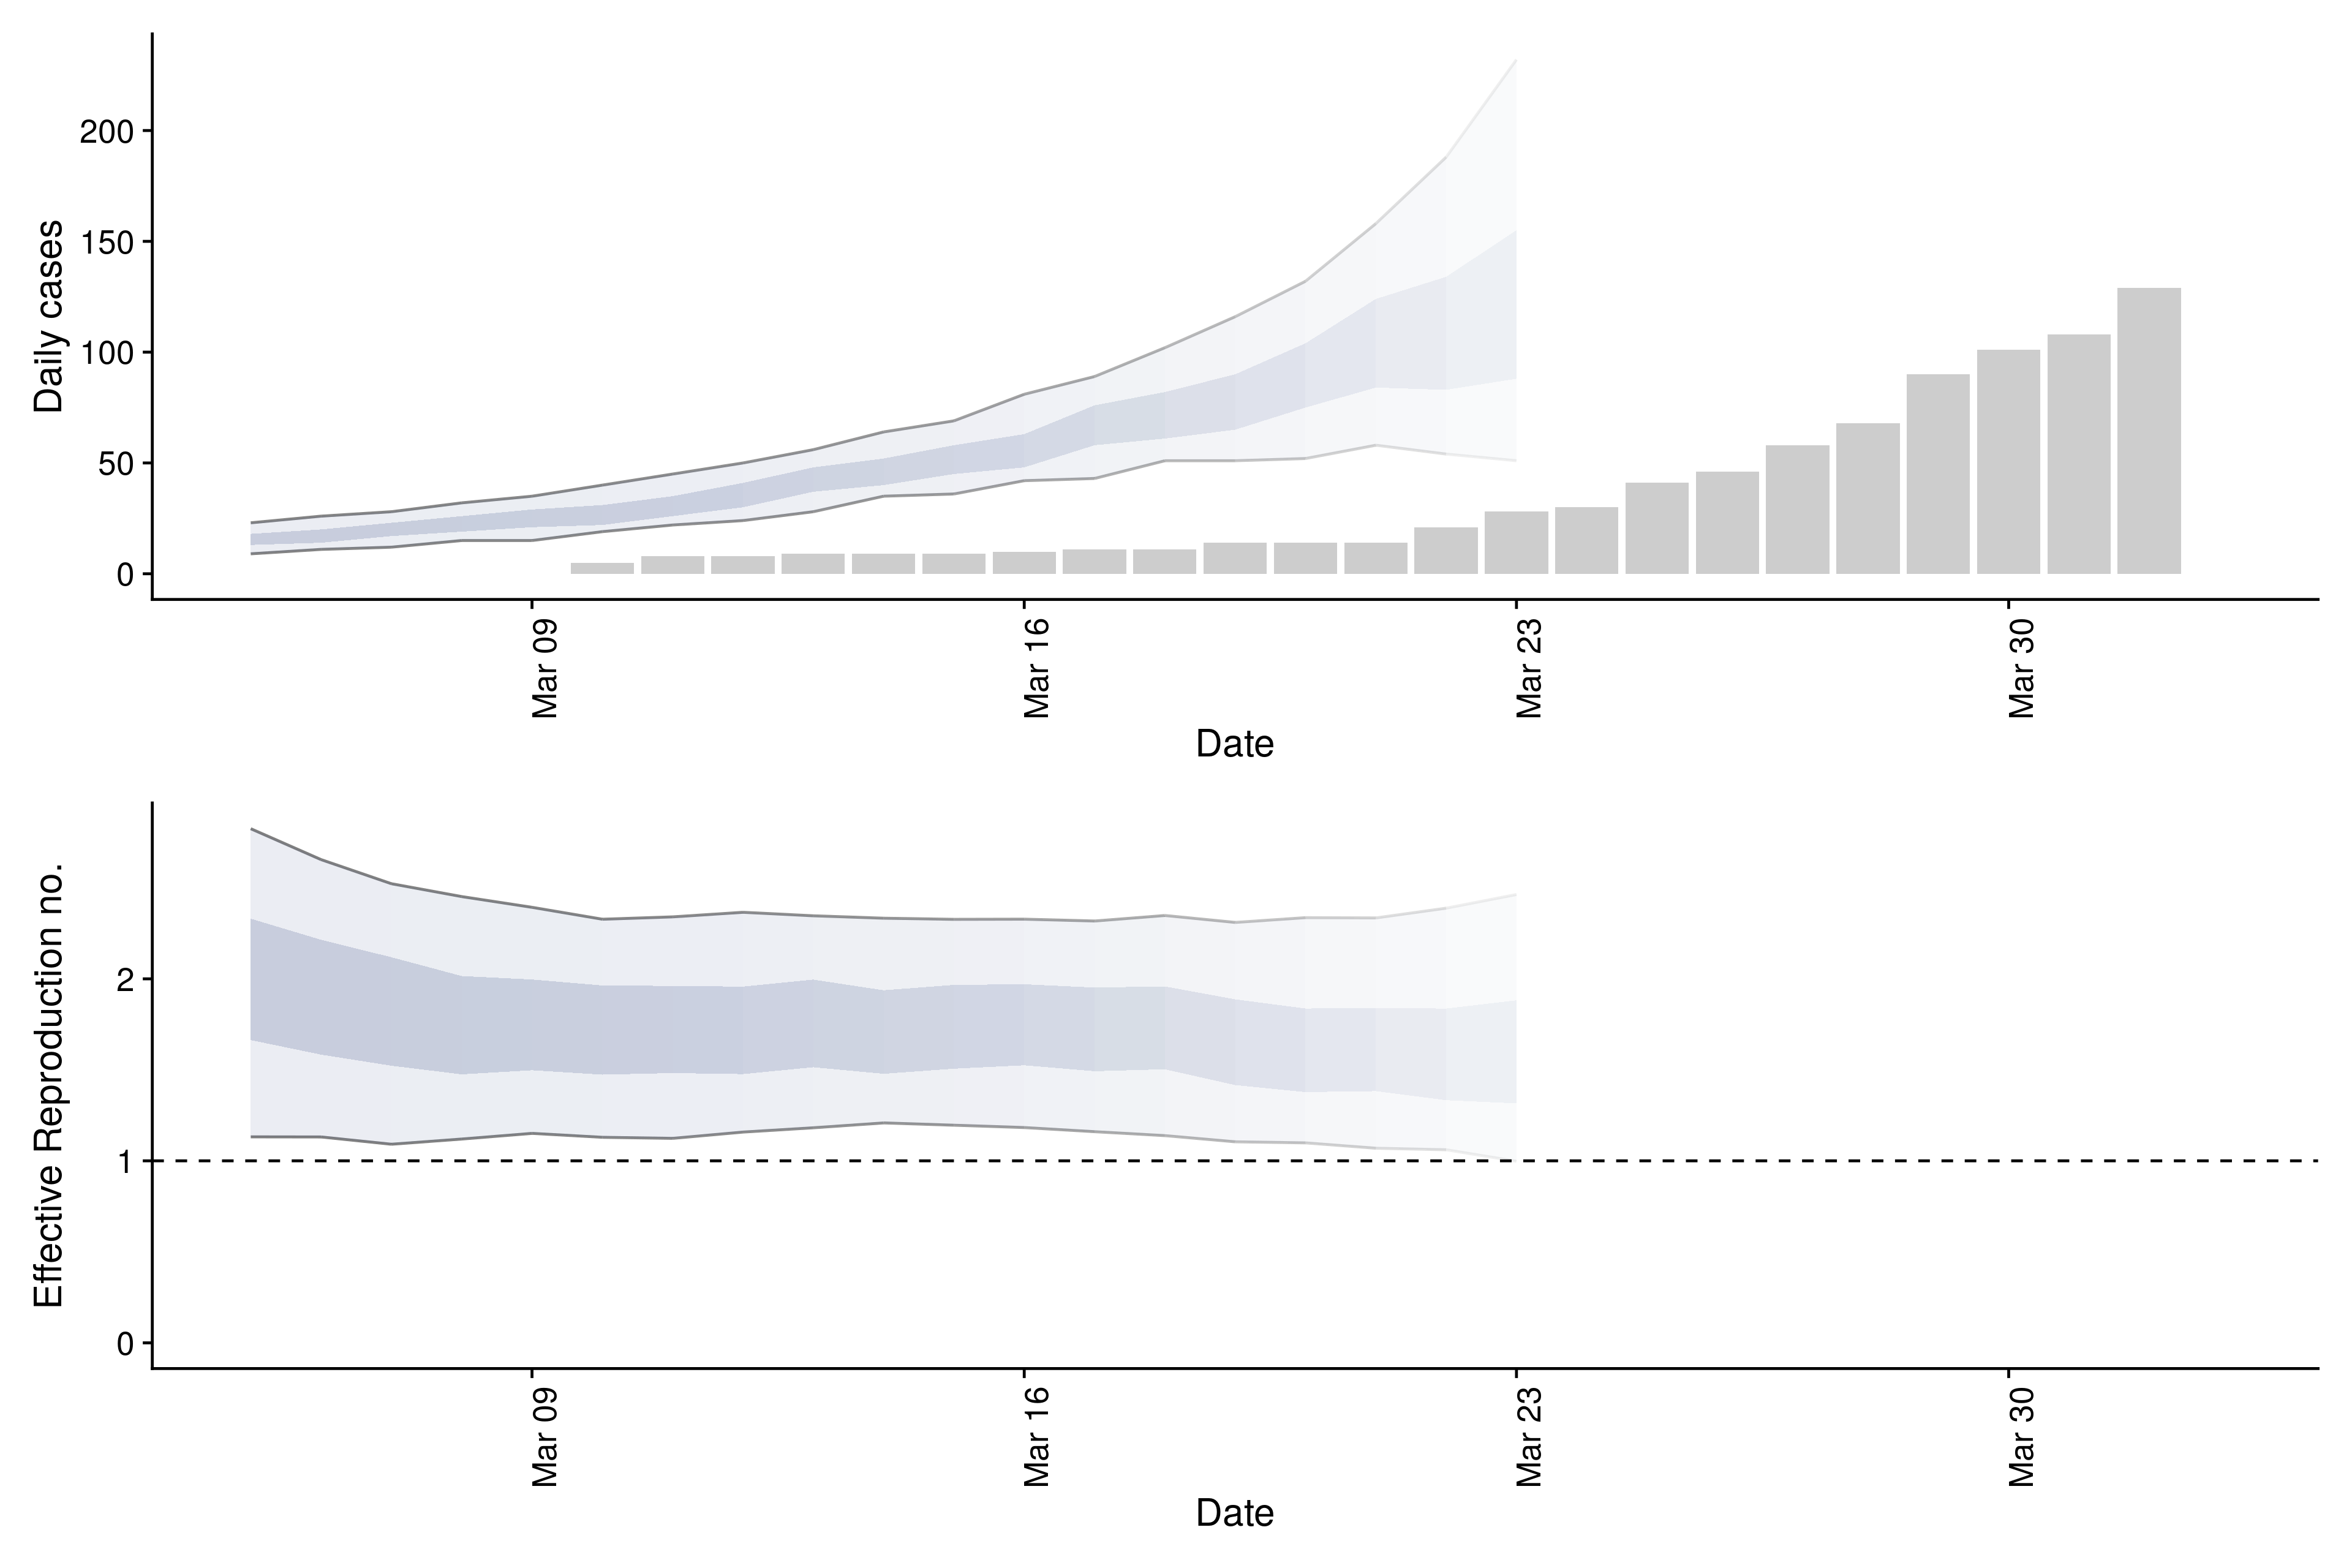 Daily cases
200
150
100
50
0
Mar 09
Mar 16
Mar 23
Mar 30
Date
Effective Reproduction no.
2
1
0
Mar 09
Mar 16
Mar 23
Mar 30
Date